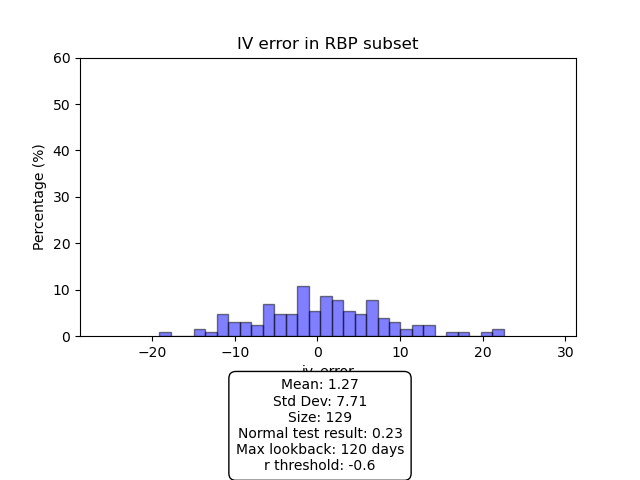 IV error in RBP subset
60
50
40
30
20
10
0
Percentage (%)
−20
−10
0
10
20
30
iv_error
Mean: 1.27
Std Dev: 7.71
Size: 129
Normal test result: 0.23
Max lookback: 120 days
r threshold: -0.6